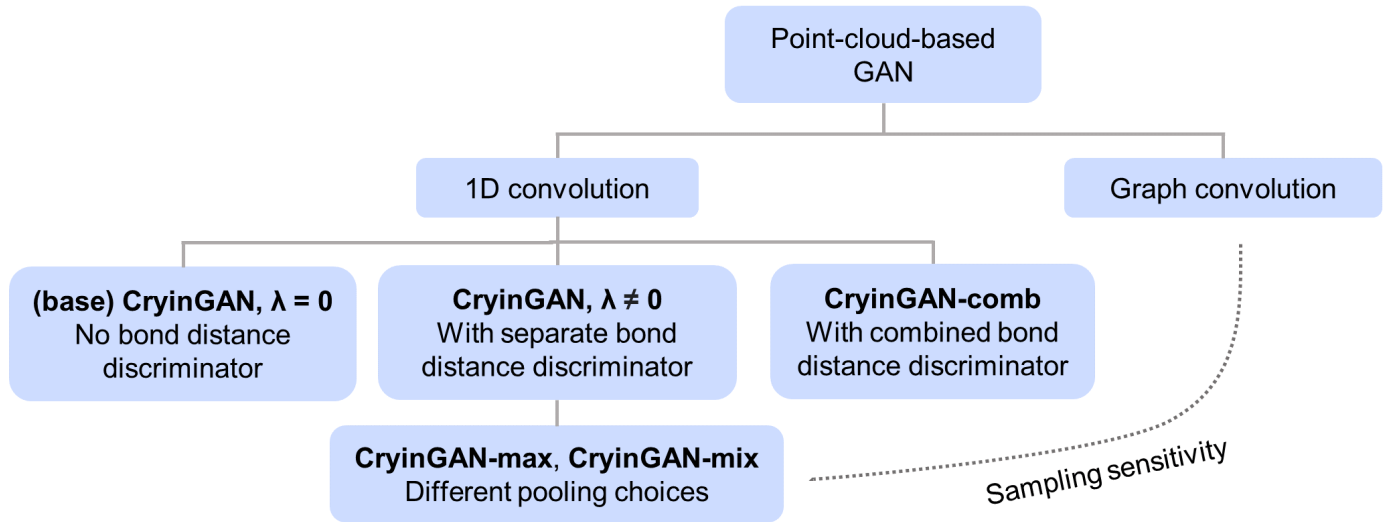 Point-cloud-based
GAN
1D convolution
Graph convolution
(base) CryinGAN, λ = 0
No bond distance
discriminator
CryinGAN, λ ≠ 0
With separate bond
distance discriminator
CryinGAN-comb
With combined bond
distance discriminator
CryinGAN-max, CryinGAN-mix
Different pooling choices
Sampling sensitivity